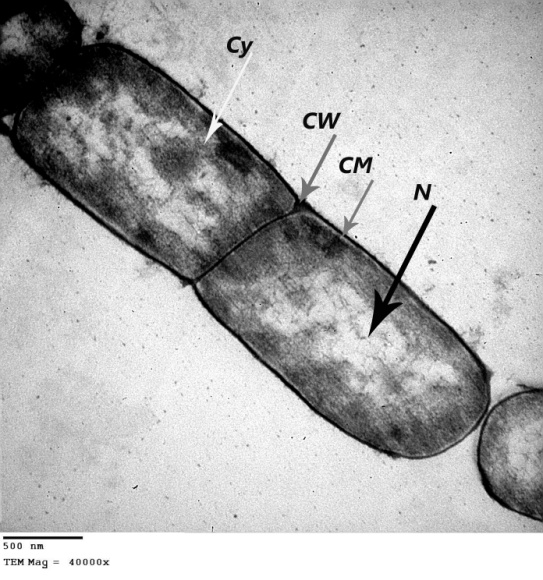 Cy
CW
CM
N
500 nm
TEM Mag = 40000x